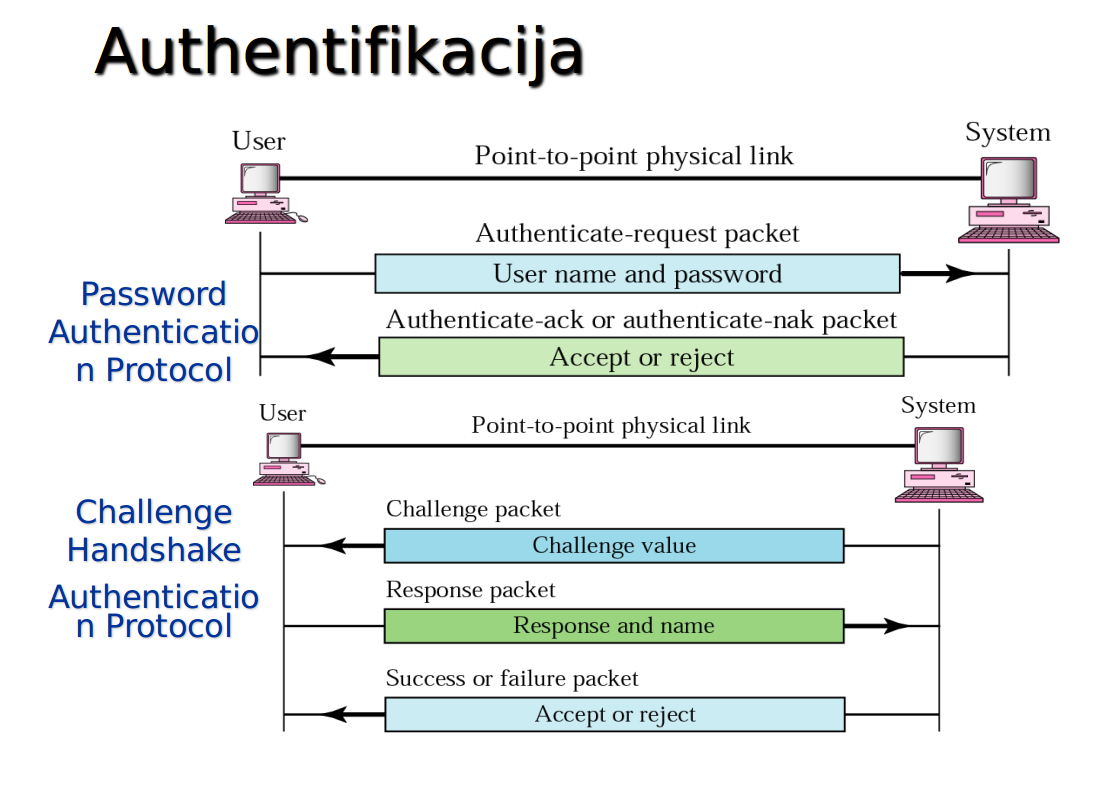 Authentifikacija
User
System
Point-to-point physical link
Authenticate-request packet
User name and password
Authenticate-ack or authenticate-nak packet
Accept or reject
Password
Authenticatio
n Protocol
User
System
Point-to-point physical link
Challenge packet
Challenge value
Response packet
Response and name
Success or failure packet
Accept or reject
Challenge
Handshake
Authenticatio
n Protocol